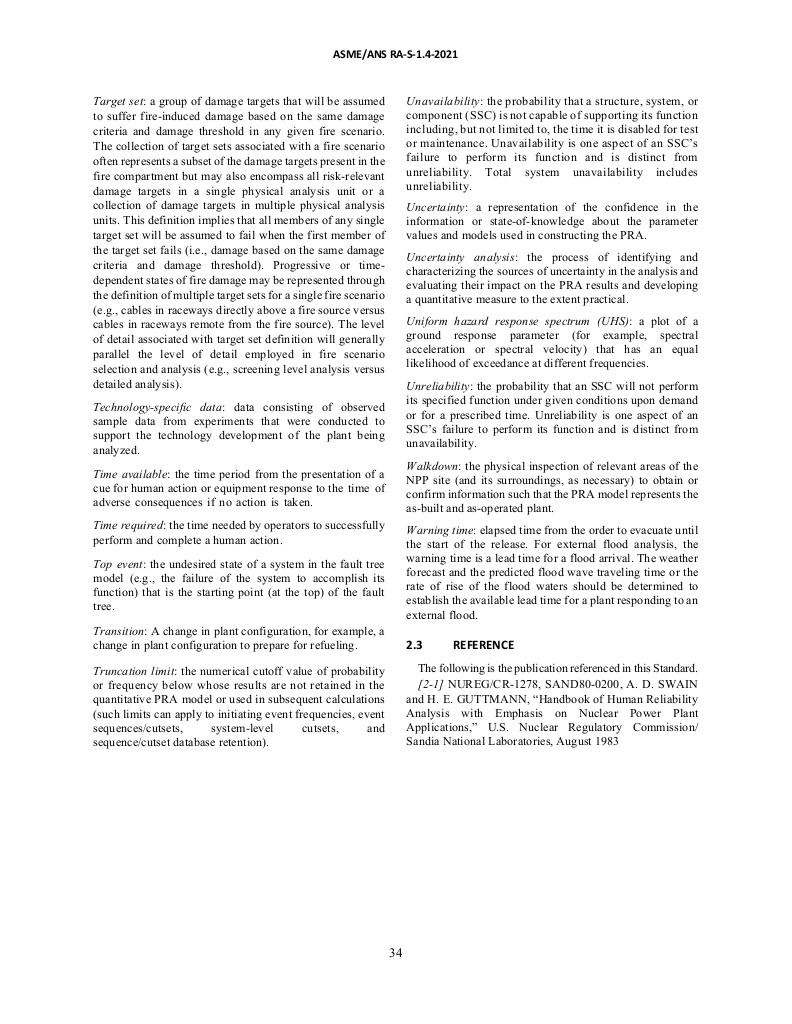 ASME/ANS RA-S-1.4-2021
Target set: a group of damage targets that will be assumed
to suffer fire-induced damage based on the same damage
criteria and damage threshold in any given fire scenario.
The collection of target sets associated with a fire scenario
often represents a subset of the damage targets present in the
fire compartment but may also encompass all risk-relevant
damage targets in a single physical analysis unit or a
collection of damage targets in multiple physical analysis
units. This definition implies that all members of any single
target set will be assumed to fail when the first member of
the target set fails (i.e., damage based on the same damage
criteria and damage threshold). Progressive or time-
dependent states of fire damage may be represented through
the definition of multiple target sets for a single fire scenario
(e.g., cables in raceways directly above a fire source versus
cables in raceways remote from the fire source). The level
of detail associated with target set definition will generally
parallel the level of detail employed in fire scenario
selection and analysis (e.g., screening level analysis versus
detailed analysis).
Technology-specific data: data consisting of observed
sample data from experiments that were conducted to
support the technology development of the plant being
analyzed.
Time available: the time period from the presentation of a
cue for human action or equipment response to the time of
adverse consequences if no action is taken.
Time required: the time needed by operators to successfully
perform and complete a human action.
Top event: the undesired state of a system in the fault tree
model (e.g., the failure of the system to accomplish its
function) that is the starting point (at the top) of the fault
tree.
Transition: A change in plant configuration, for example, a
change in plant configuration to prepare for refueling.
Truncation limit: the numerical cutoff value of probability
or frequency below whose results are not retained in the
quantitative PRA model or used in subsequent calculations
(such limits can apply to initiating event frequencies, event
sequences/cutsets, system-level cutsets, and
sequence/cutset database retention).
Unavailability: the probability that a structure, system, or
component (SSC) is not capable of supporting its function
including, but not limited to, the time it is disabled for test
or maintenance. Unavailability is one aspect of an SSC's
failure to perform its function and is distinct from
unreliability. Total system unavailability includes
unreliability.
Uncertainty: a representation of the confidence in the
information or state-of-knowledge about the parameter
values and models used in constructing the PRA.
Uncertainty analysis: the process of identifying and
characterizing the sources of uncertainty in the analysis and
evaluating their impact on the PRA results and developing
a quantitative measure to the extent practical.
Uniform hazard response spectrum (UHS): a plot of a
ground response parameter (for example, spectral
acceleration or spectral velocity) that has an equal
likelihood of exceedance at different frequencies.
Unreliability: the probability that an SSC will not perform
its specified function under given conditions upon demand
or for a prescribed time. Unreliability is one aspect of an
SSC's failure to perform its function and is distinct from
unavailability.
Walkdown: the physical inspection of relevant areas of the
NPP site (and its surroundings, as necessary) to obtain or
confirm information such that the PRA model represents the
as-built and as-operated plant.
Warning time: elapsed time from the order to evacuate until
the start of the release. For external flood analysis, the
warning time is a lead time for a flood arrival. The weather
forecast and the predicted flood wave traveling time or the
rate of rise of the flood waters should be determined to
establish the available lead time for a plant responding to an
external flood.
2.3 REFERENCE
The following is the publication referenced in this Standard.
[2-1] NUREG/CR-1278, SAND80-0200, A. D. SWAIN
and H. E. GUTTMANN, “Handbook of Human Reliability
Analysis with Emphasis on Nuclear Power Plant
Applications,” U.S. Nuclear Regulatory Commission/
Sandia National Laboratories, August 1983
34